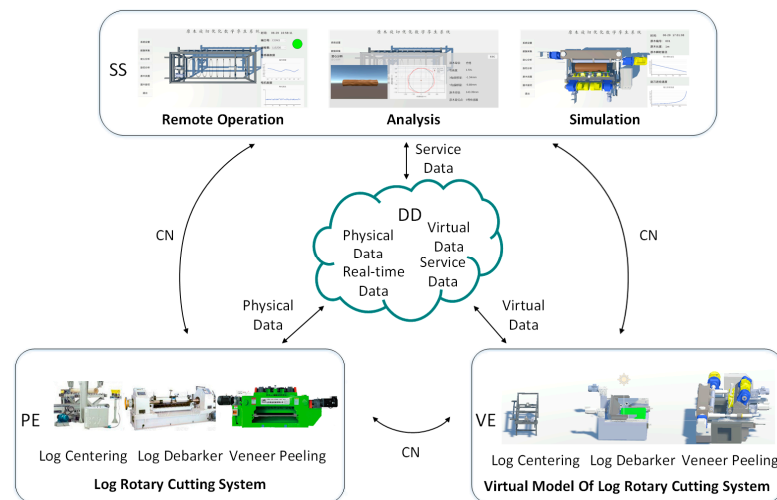 SS
Remote Operation
Analysis
Simulation
Service
Data
CN
CN
DD
Physical
Data
Virtual
Data
Real-time
Data
Service
Data
Physical
Data
Virtual
Data
PE
Log Centering
Log Debarker
Veneer Peeling
Log Rotary Cutting System
CN
VE
Log Centering
Log Debarker
Veneer Peeling
Virtual Model Of Log Rotary Cutting System